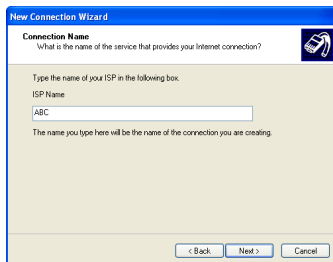 New Connection Wizard
Connection Name
What is the name of the service that provides your Internet connection?
Type the name of your ISP in the following box.
ISP Name
ABC
The name you type here will be the name of the connection you are creating.
< Back
Next >
Cancel